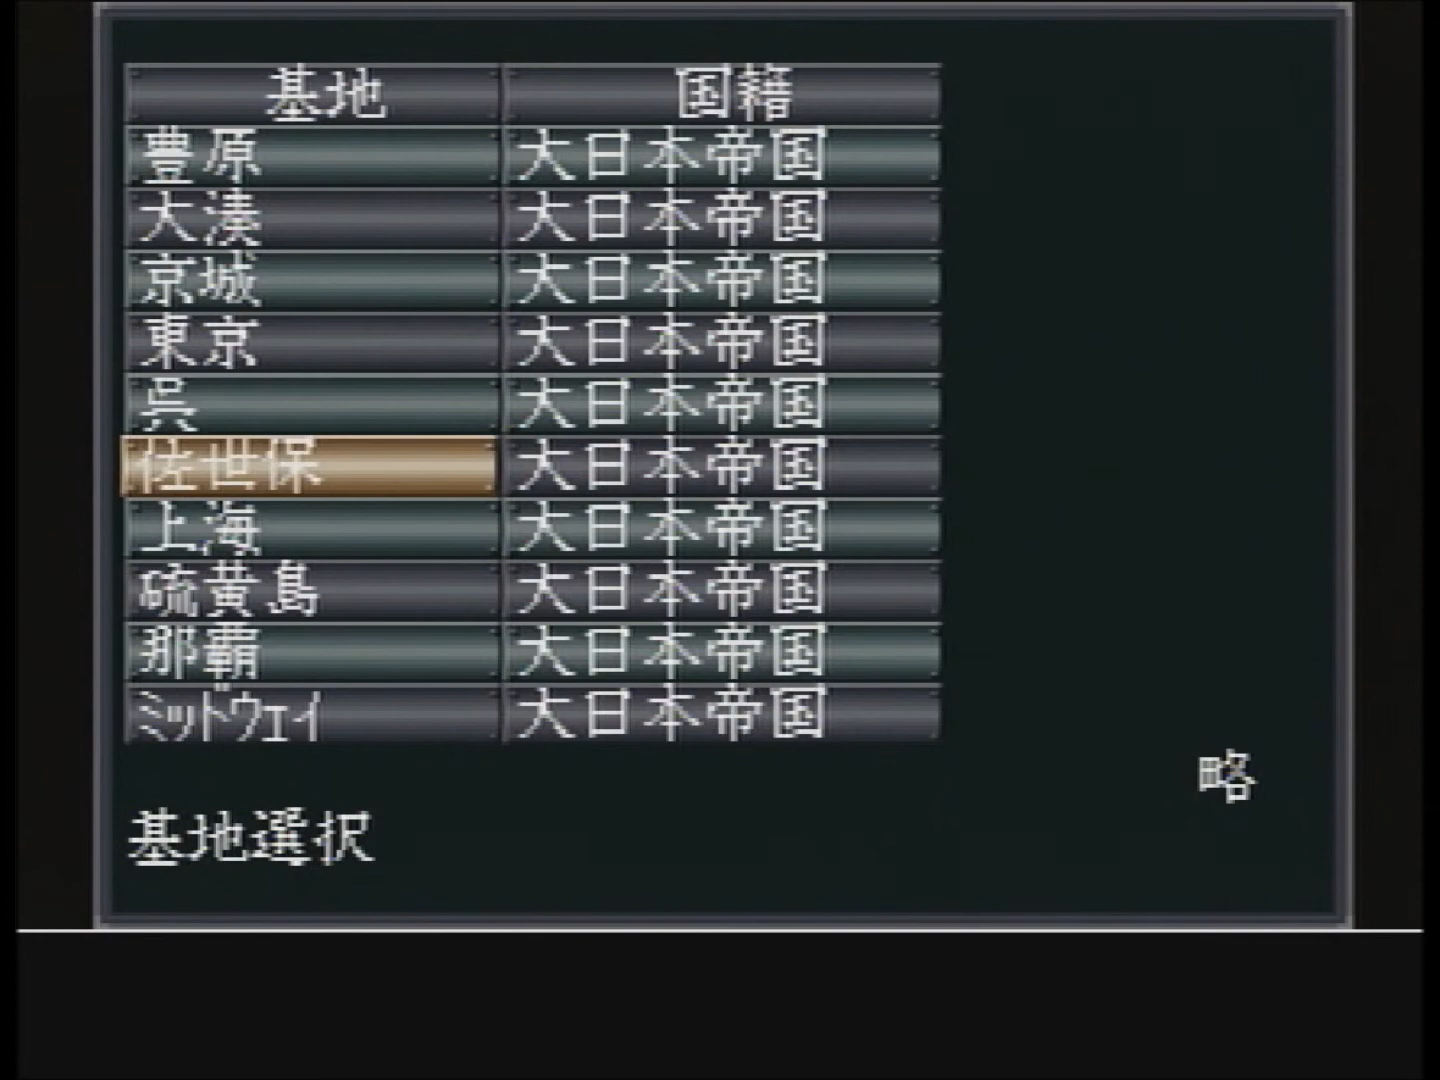 基地 国籍
豊原 大日本帝国
大湊 大日本帝国
京城 大日本帝国
東京 大日本帝国
呉 大日本帝国
佐世保 大日本帝国
上海 大日本帝国
硫黄島 大日本帝国
那覇 大日本帝国
ミッドウェイ 大日本帝国
略
基地選択